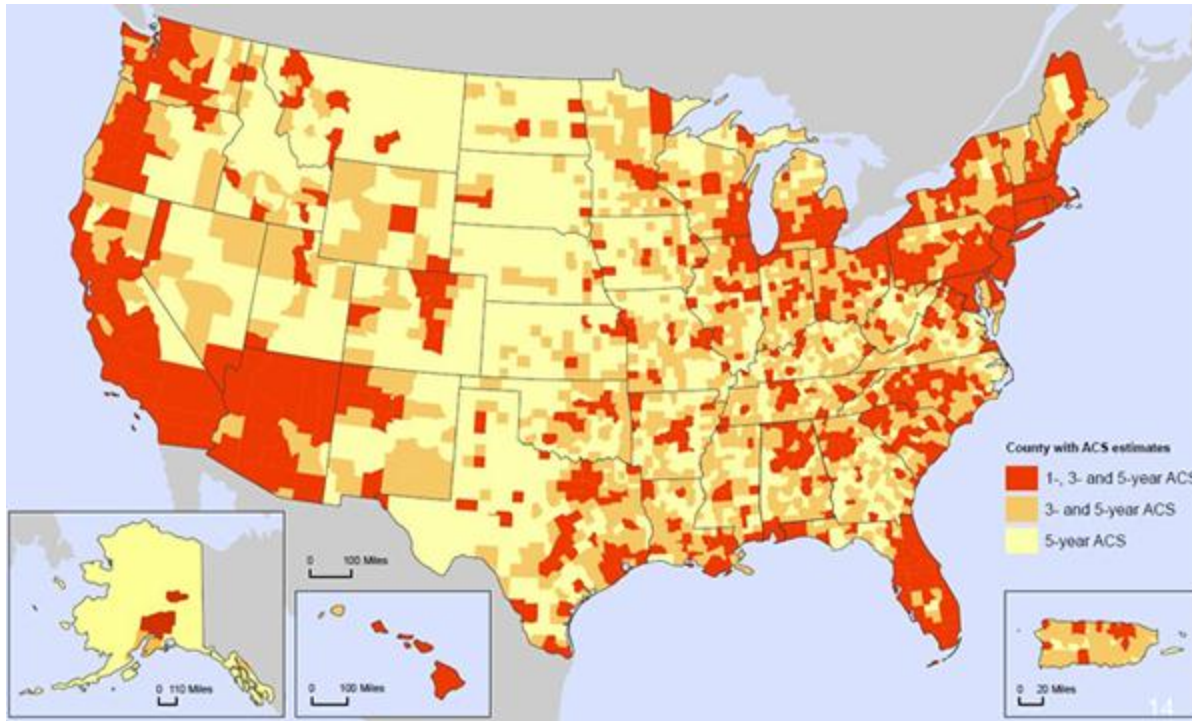 County with ACS estimates
1-, 3- and 5-year ACS
3- and 5-year ACS
5-year ACS
0 100 Miles
0 110 Miles
0 100 Miles
0 20 Miles
14